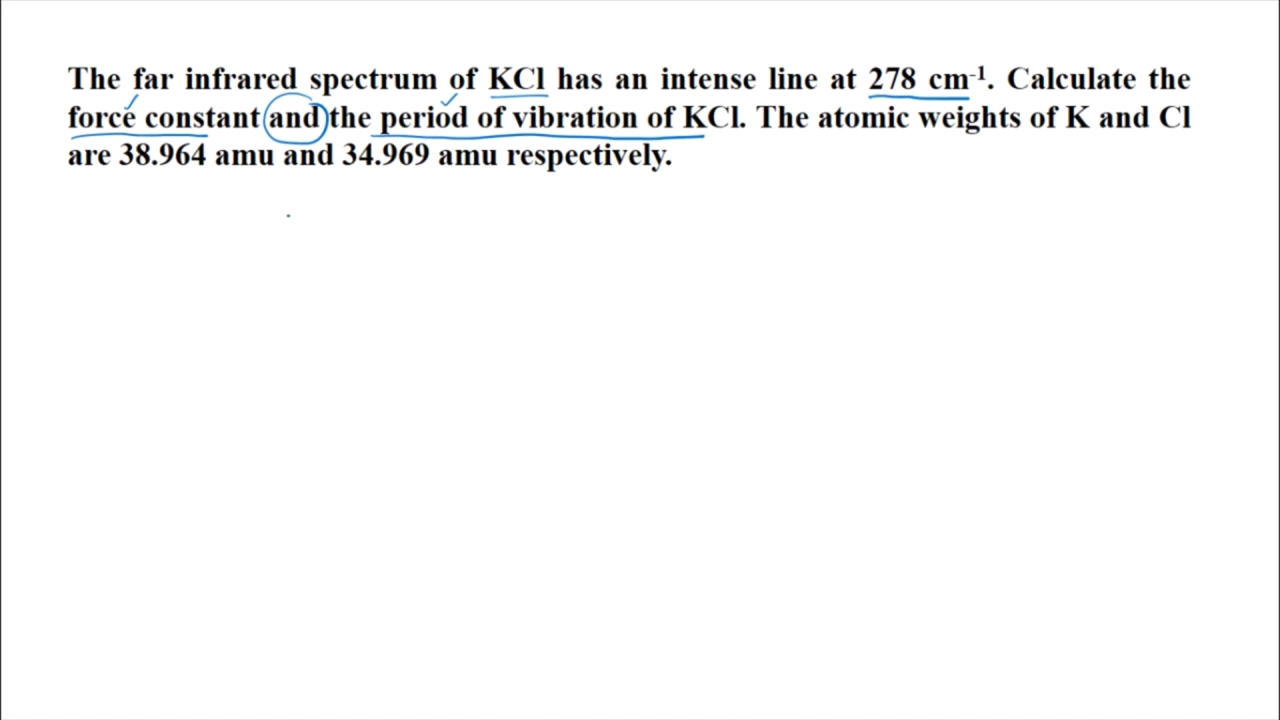 The far infrared spectrum of KCl has an intense line at 278 cm⁻¹. Calculate the
force constant and the period of vibration of KCl. The atomic weights of K and Cl
are 38.964 amu and 34.969 amu respectively.